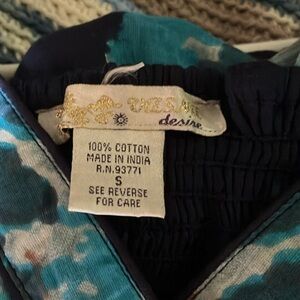 desire
100% COTTON
MADE IN INDIA
R.N. 93771
S
SEE REVERSE
FOR CARE